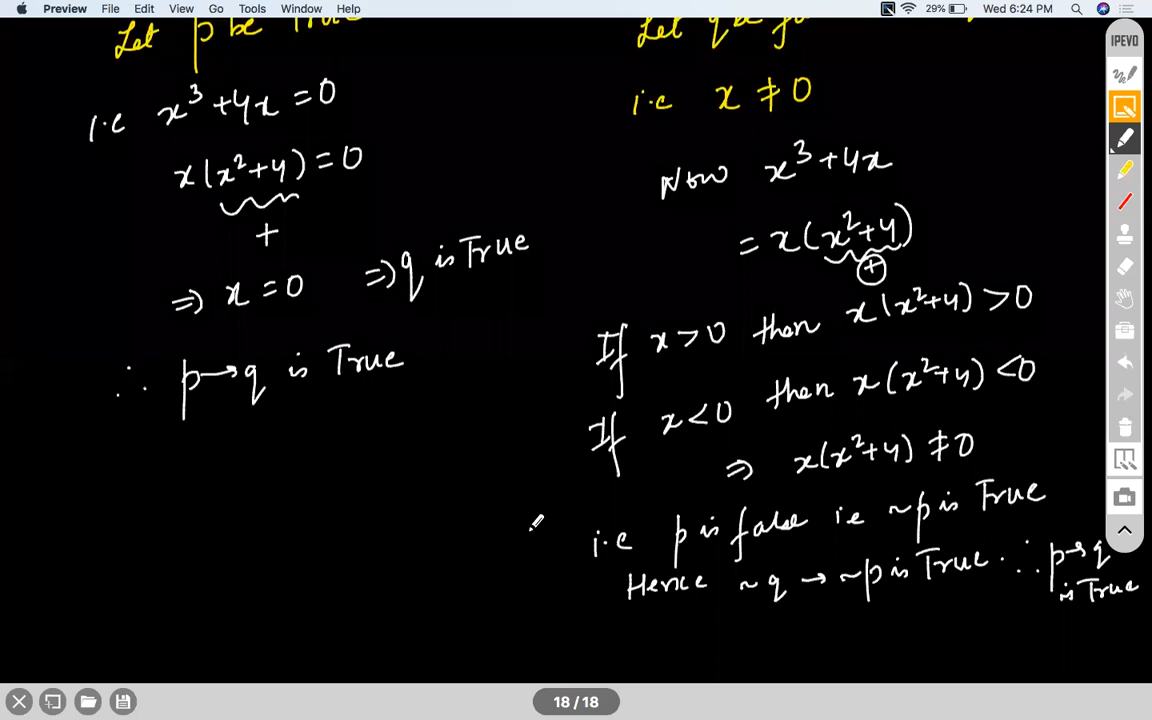 Preview File Edit View Go Tools Window Help 29% Wed 6:24 PM
IPEVO
Let p be True
i.e x³ + 4x = 0
x(x² + 4) = 0
+
⇒ x = 0 ⇒ q is True
∴ p → q is True
Let q be
i.e x ≠ 0
Now x³ + 4x
= x(x² + 4)
+
If x > 0 then x(x² + 4) > 0
If x < 0 then x(x² + 4) < 0
⇒ x(x² + 4) ≠ 0
i.e p is false ie ~p is True
Hence ~q → ~p is True. ∴ p → q
is True
18 / 18